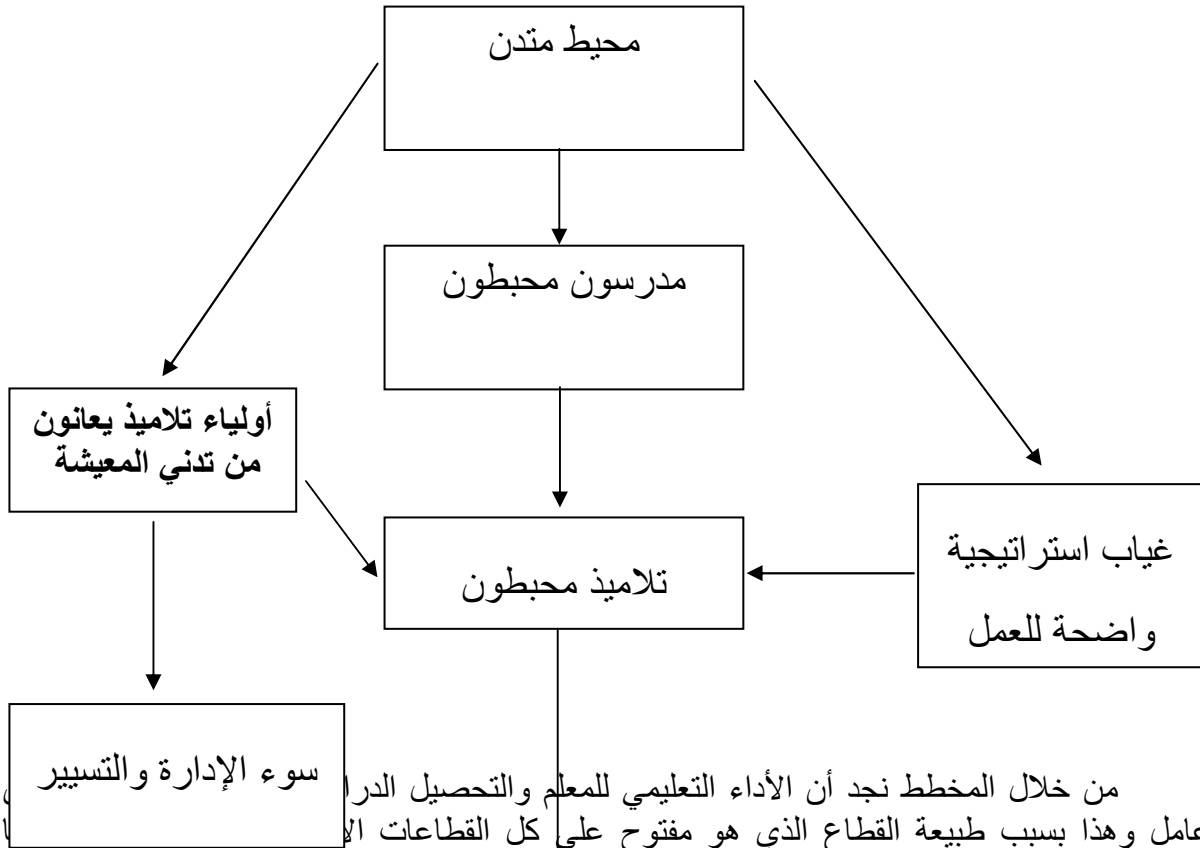 محيط متدن
مدرسون محبطون
أولياء تلاميذ يعانون
من تدني المعيشة
غياب استراتيجية
واضحة للعمل
تلاميذ محبطون
سوء الإدارة والتسيير
من خلال المخطط نجد أن الأداء التعليمي للمعلم والتحصيل
عامل وهذا بسبب طبيعة القطاع الذي هو مفتوح على كل القطاعات